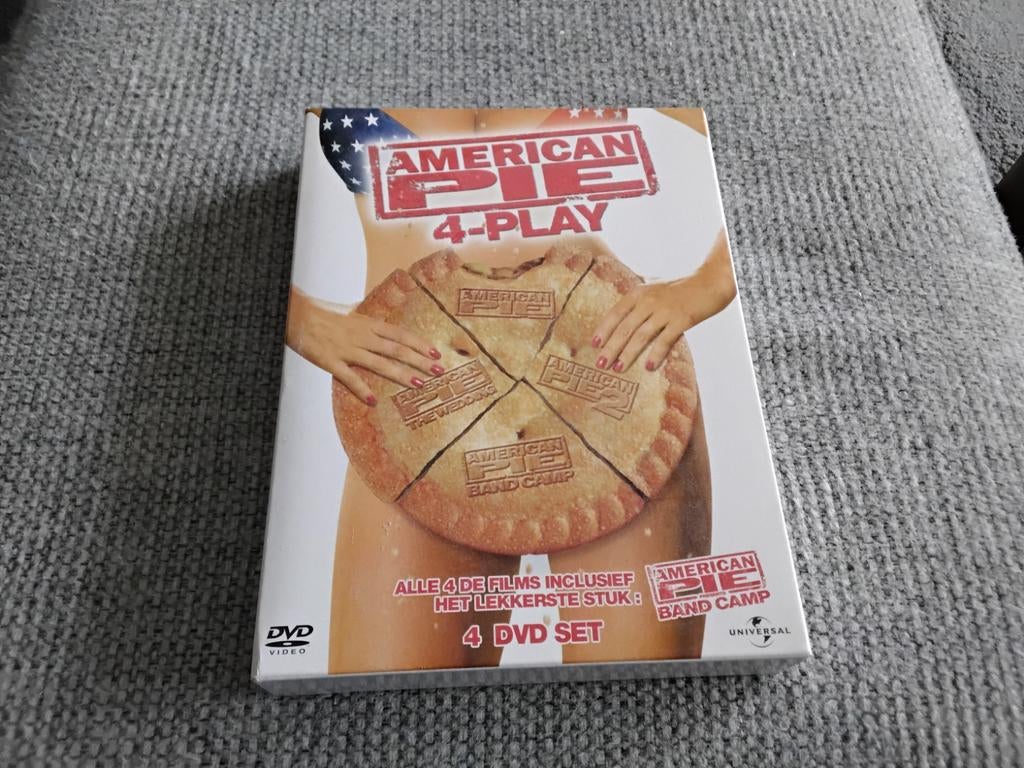 AMERICAN
PIE
4-PLAY
AMERICAN
PIE
AMERICAN
PIE
THE WEDDING
AMERICAN
PIE 2
AMERICAN
PIE
BAND CAMP
ALLE 4 DE FILMS INCLUSIEF
HET LEKKERSTE STUK :
AMERICAN
PIE
BAND CAMP
4 DVD SET
DVD
VIDEO
UNIVERSAL